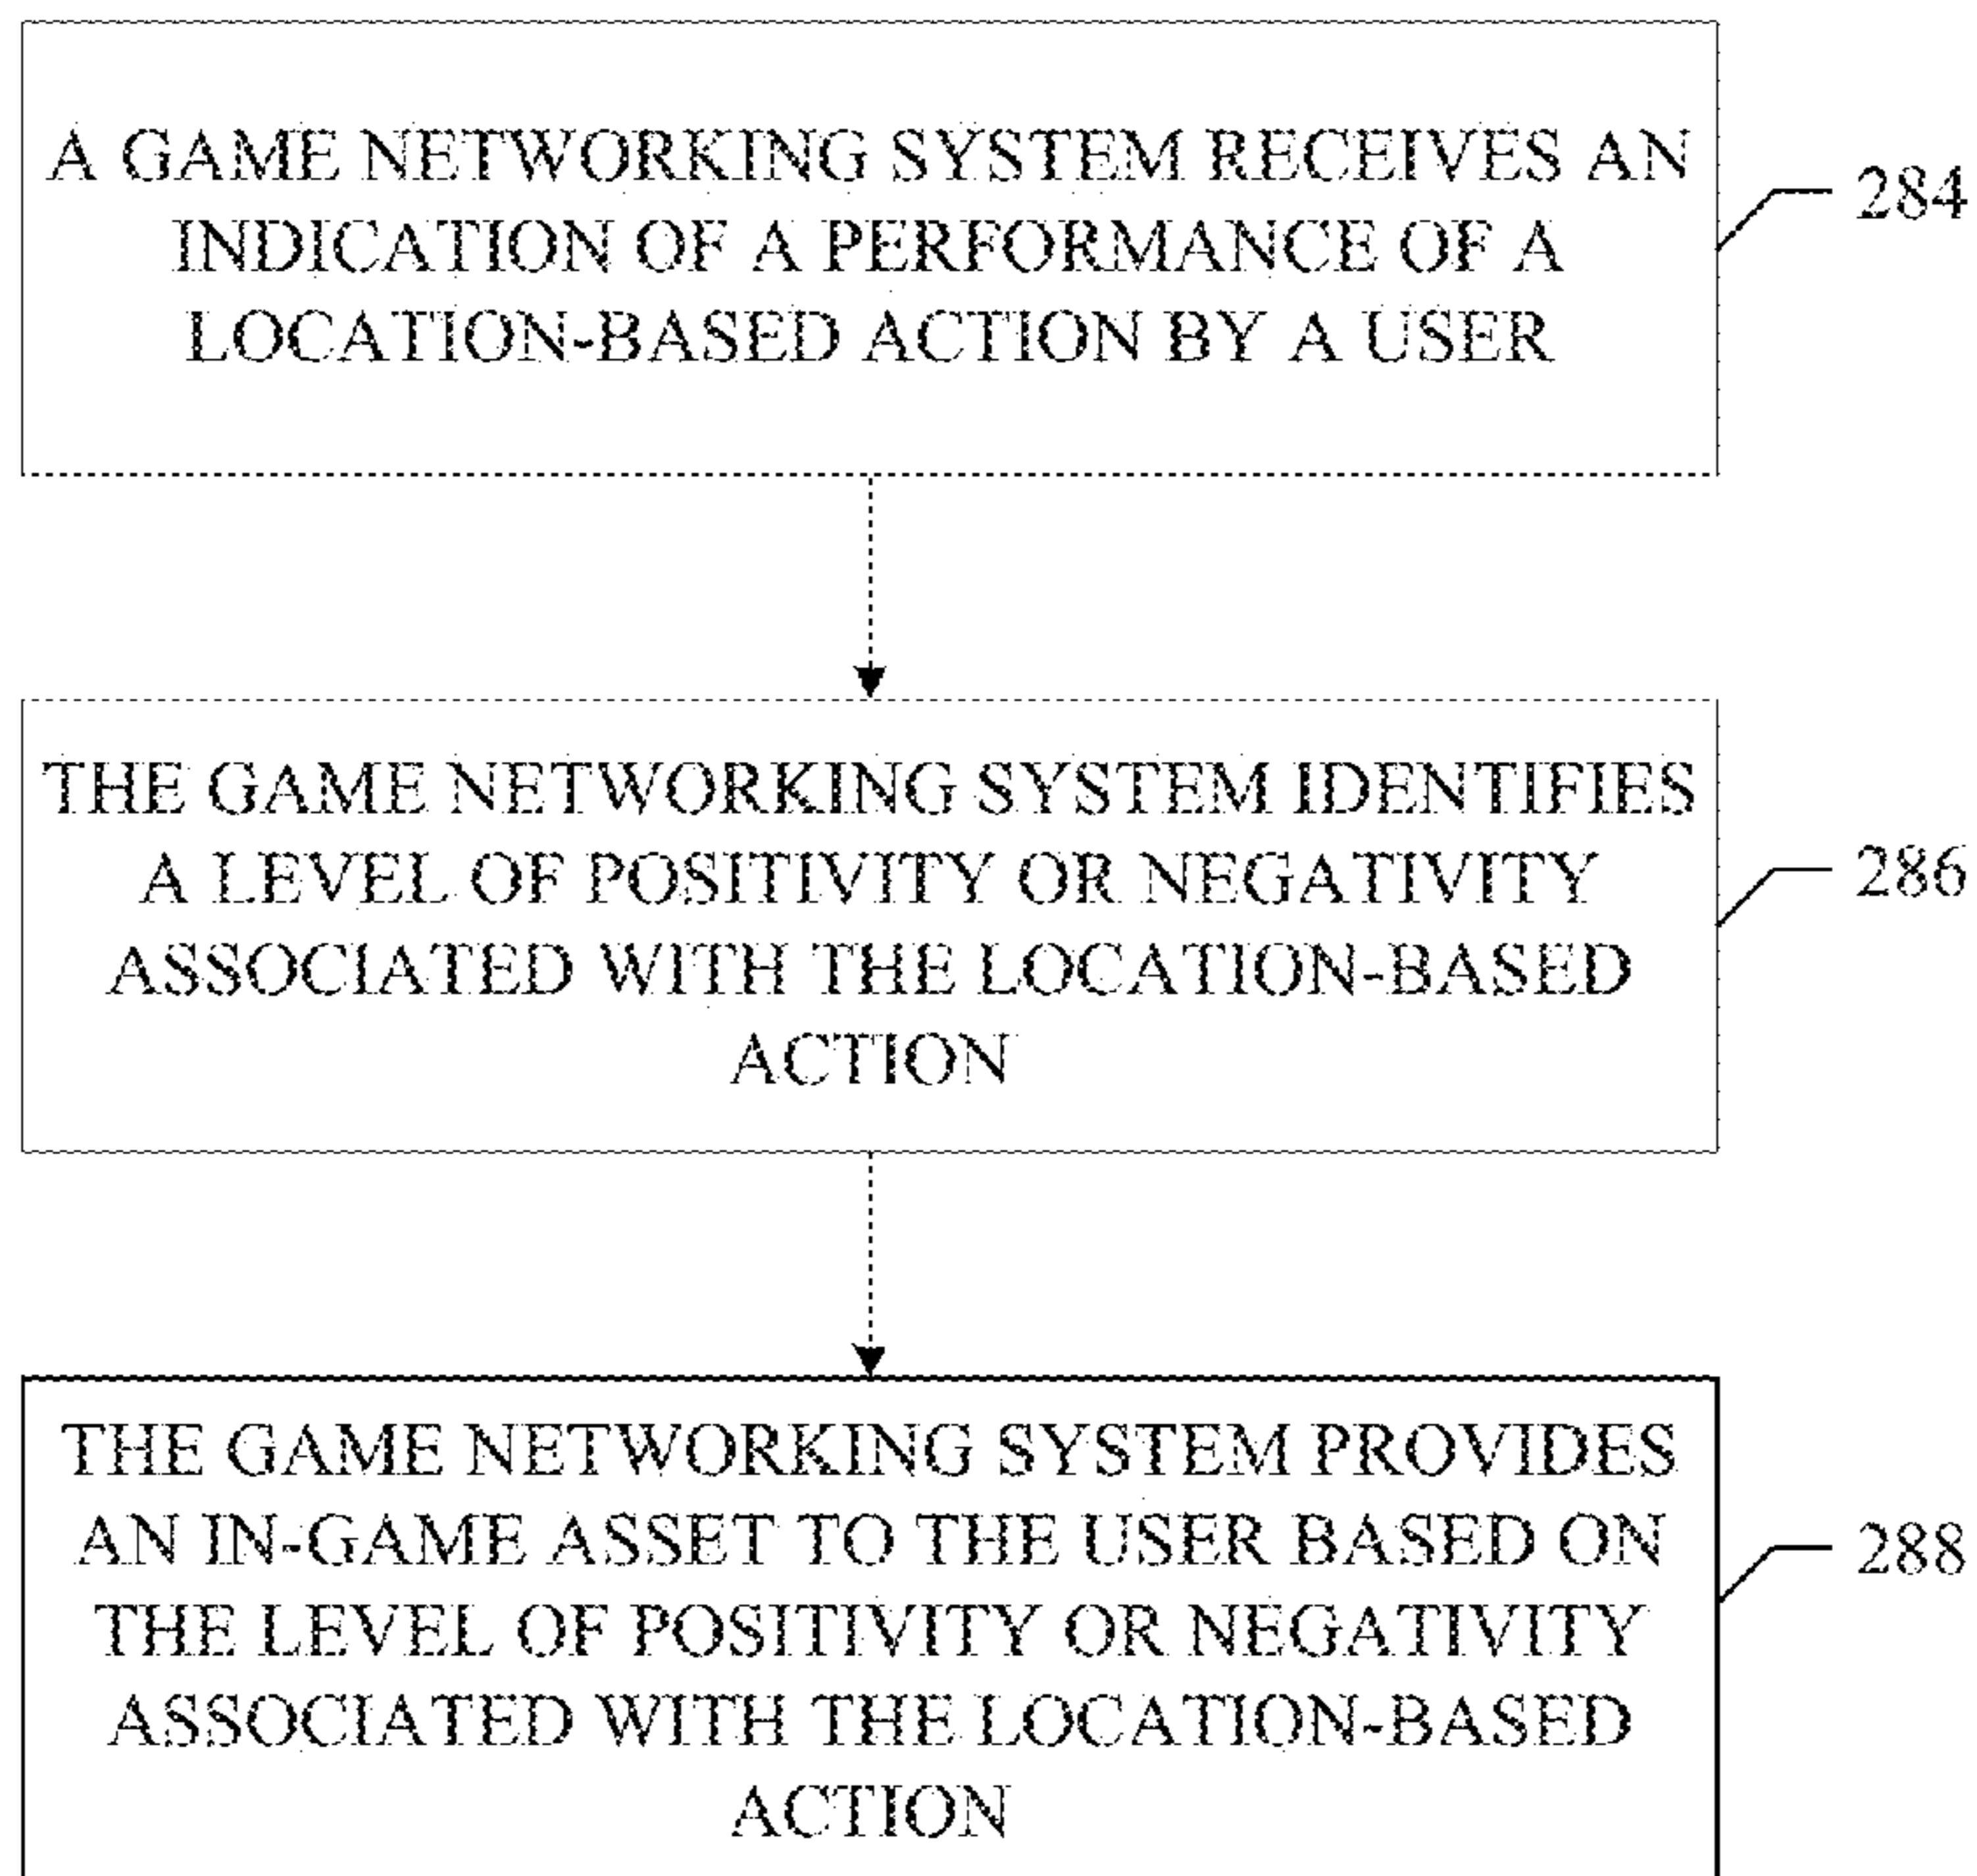 A GAME NETWORKING SYSTEM RECEIVES AN
INDICATION OF A PERFORMANCE OF A
LOCATION-BASED ACTION BY A USER
284
THE GAME NETWORKING SYSTEM IDENTIFIES
A LEVEL OF POSITIVITY OR NEGATIVITY
ASSOCIATED WITH THE LOCATION-BASED
ACTION
286
THE GAME NETWORKING SYSTEM PROVIDES
AN IN-GAME ASSET TO THE USER BASED ON
THE LEVEL OF POSITIVITY OR NEGATIVITY
ASSOCIATED WITH THE LOCATION-BASED
ACTION
288